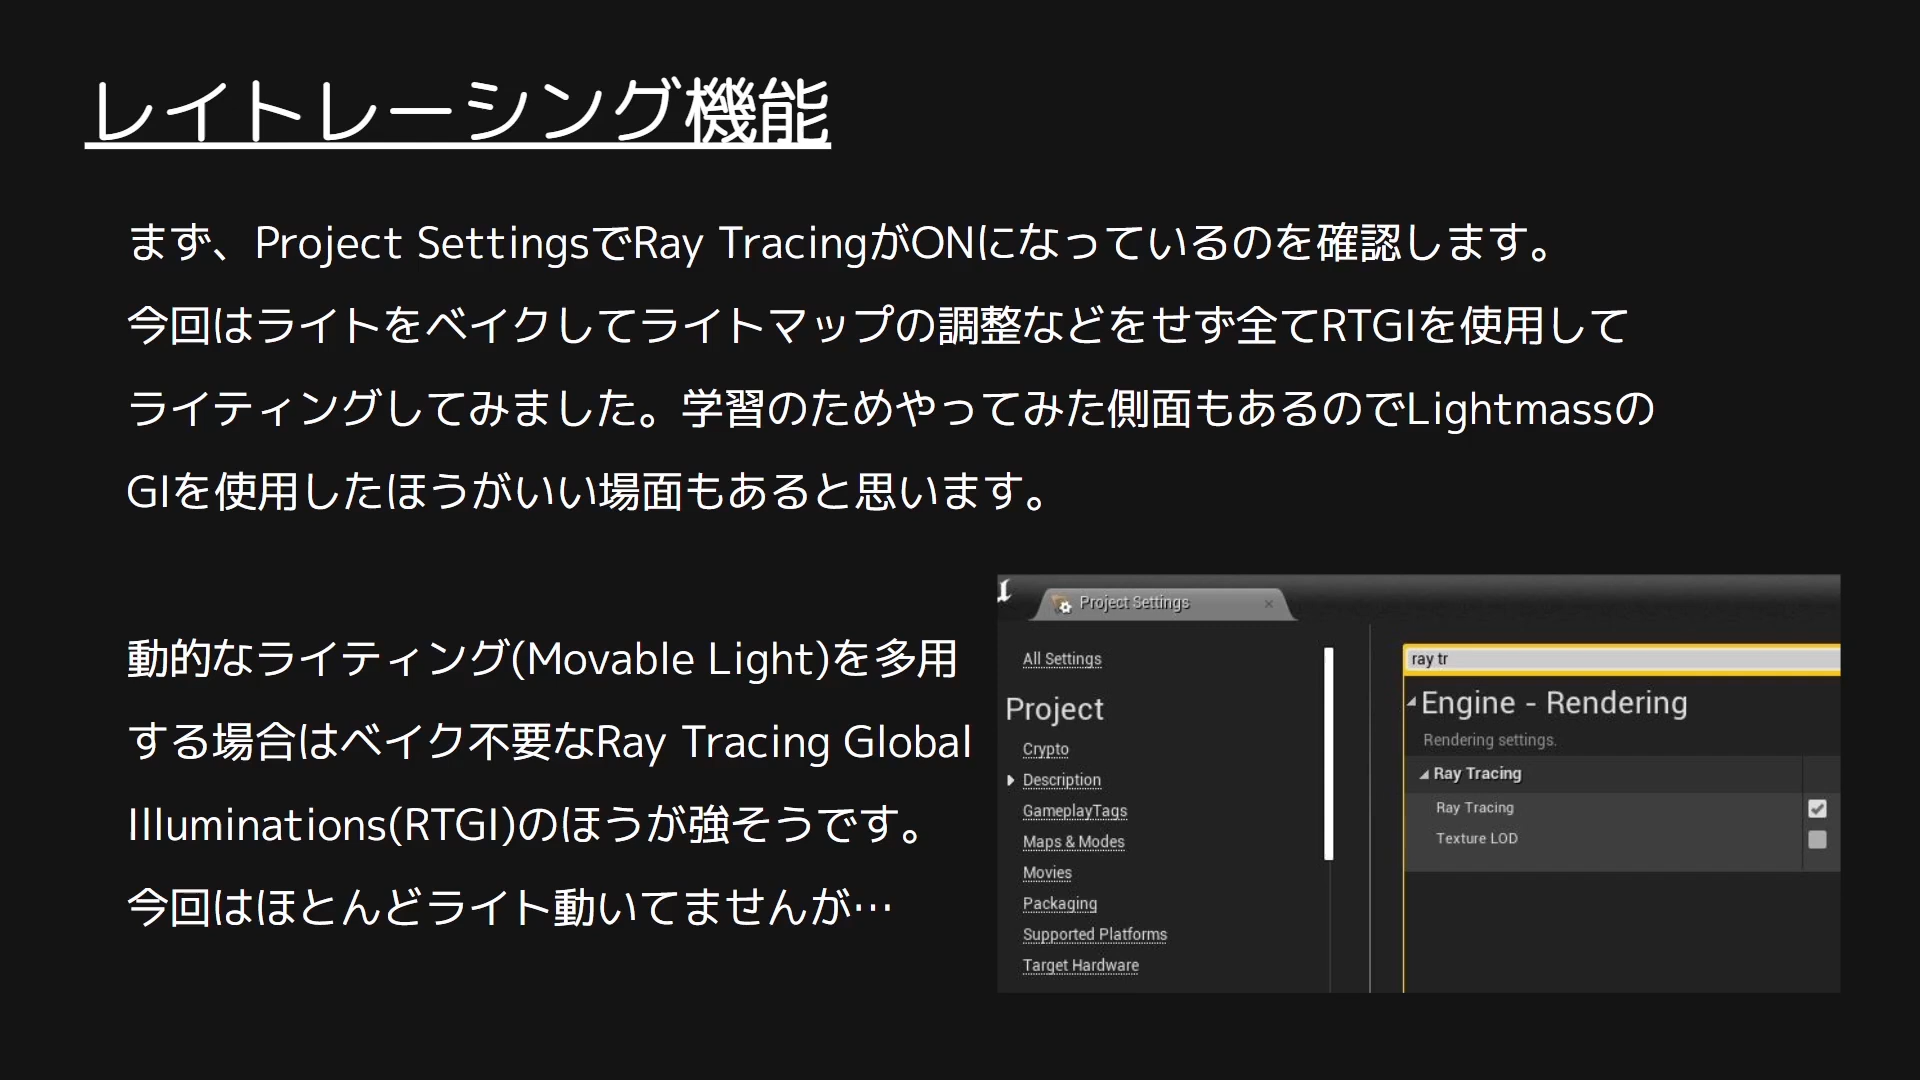 レイトレーシング機能
まず、Project SettingsでRay TracingがONになっているのを確認します。
今回はライトをベイクしてライトマップの調整などをせず全てRTGIを使用して
ライティングしてみました。学習のためやってみた側面もあるのでLightmassの
GIを使用したほうがいい場面もあると思います。
動的なライティング(Movable Light)を多用
する場合はベイク不要なRay Tracing Global
Illuminations(RTGI)のほうが強そうです。
今回はほとんどライト動いてませんが…
Project Settings
All Settings
Project
Crypto
Description
GameplayTags
Maps & Modes
Movies
Packaging
Supported Platforms
Target Hardware
ray tr
Engine - Rendering
Rendering settings.
Ray Tracing
Ray Tracing
Texture LOD